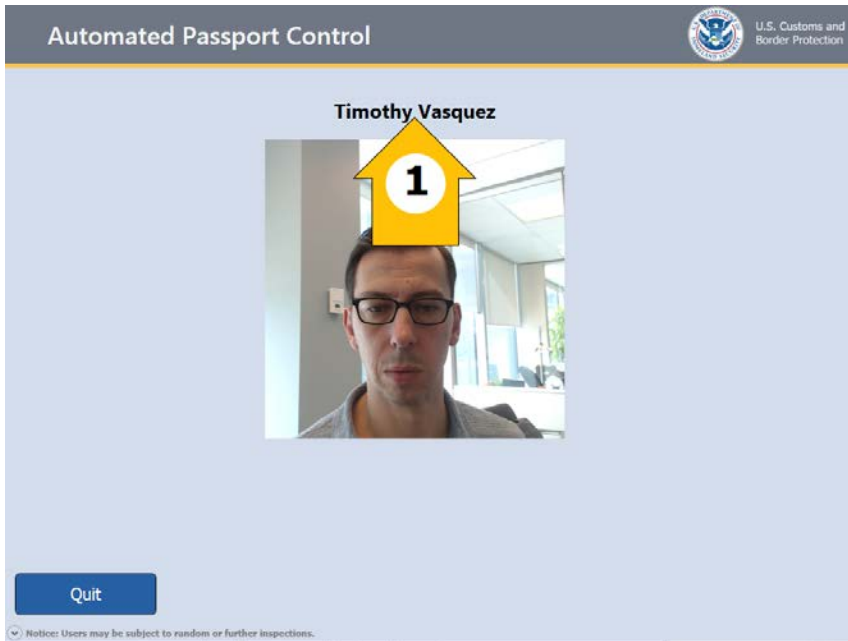 Automated Passport Control
U.S. Customs and
Border Protection
Timothy Vasquez
1
Quit
Notice: Users may be subject to random or further inspections.